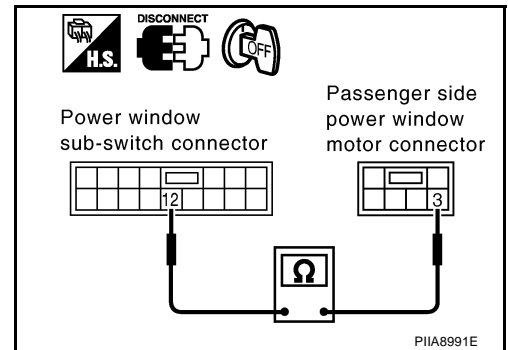 DISCONNECT
H.S.
OFF
Power window
sub-switch connector
Passenger side
power window
motor connector
12
3
Ω
PIIA8991E